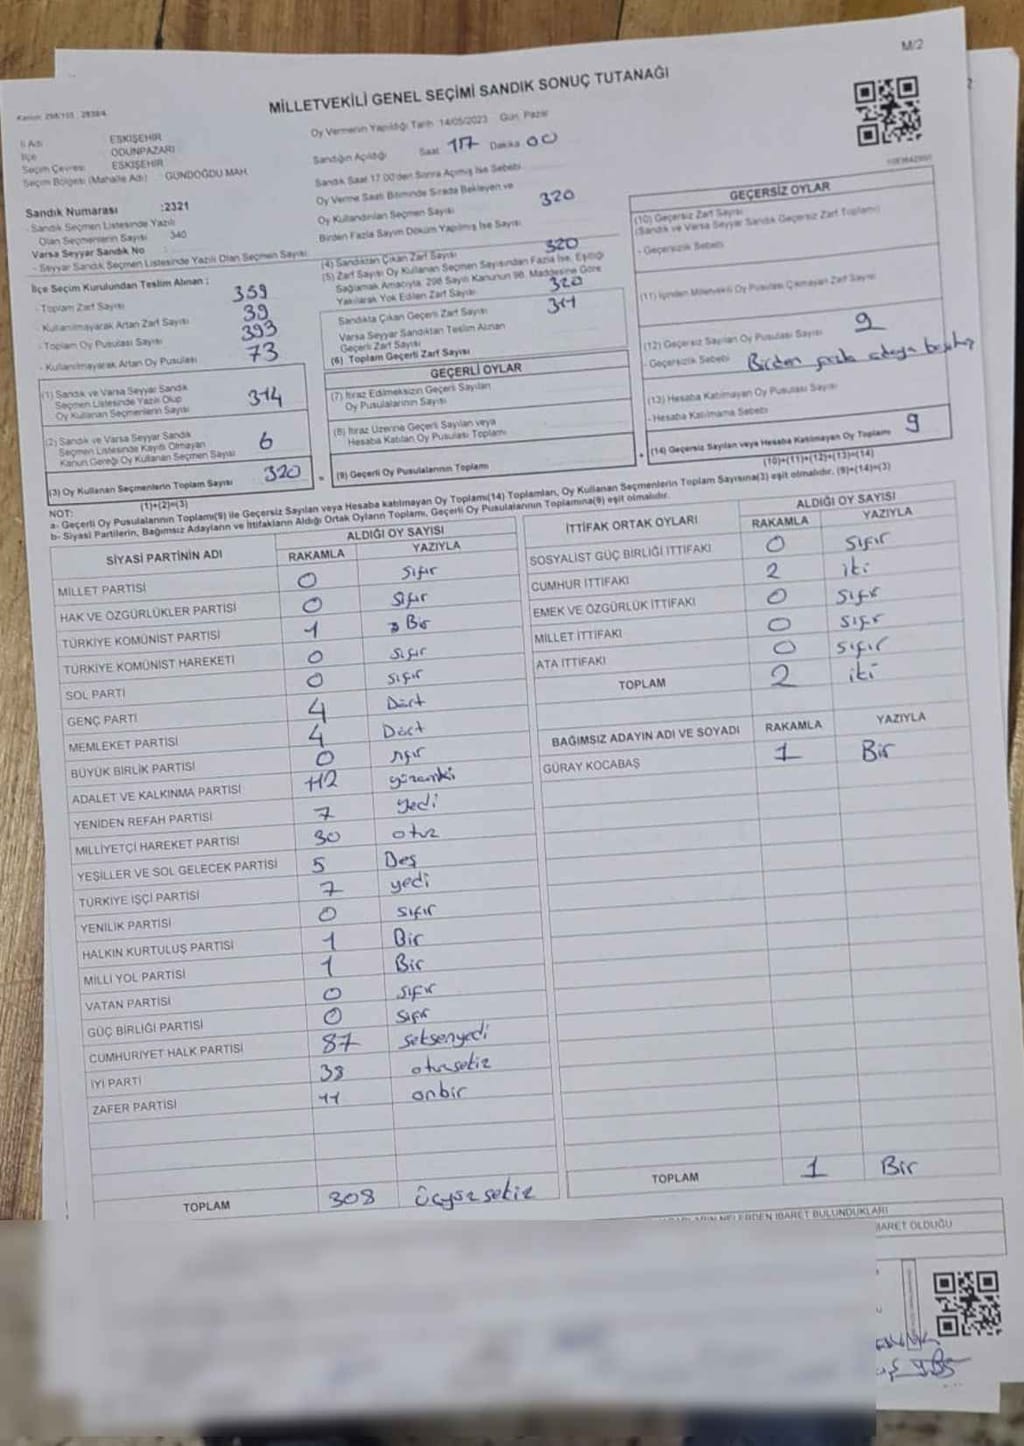 M/2
MİLLETVEKİLİ GENEL SEÇİMİ SANDIK SONUÇ TUTANAĞI
İl Adı : ESKİŞEHİR
İlçe : ODUNPAZARI
Seçim Çevresi : ESKİŞEHİR
Seçim Bölgesi (Mahalle Adı) : GÜNDOĞDU MAH.
Sandık Numarası :2321
Sandık Seçmen Listesinde Yazılı
Olan Seçmenlerin Sayısı : 340
Varsa Seyyar Sandık No :
- Seyyar Sandık Seçmen Listesinde Yazılı Olan Seçmen Sayısı:
Oy Vermenin Yapıldığı Tarih 14/05/2023 Gün, Pazar
Sandığın Açıldığı Saat 17 Dakika 00
Sandık Saat 17.00'den Sonra Açılmış İse Sebebi
Oy Verme Saati Bitiminde Sırada Bekleyen ve
Oy Kullandırılan Seçmen Sayısı 320
Birden Fazla Sayım Döküm Yapılmış İse Sayısı
İlçe Seçim Kurulundan Teslim Alınan ;
- Toplam Zarf Sayısı 359
- Kullanılmayarak Artan Zarf Sayısı 39
- Toplam Oy Pusulası Sayısı 393
- Kullanılmayarak Artan Oy Pusulası 73
(1) Sandık ve Varsa Seyyar Sandık
Seçmen Listesinde Yazılı Olup
Oy Kullanan Seçmenlerin Sayısı 314
(2) Sandık ve Varsa Seyyar Sandık
Seçmen Listesinde Kayıtlı Olmayan
Kanun Gereği Oy Kullanan Seçmen Sayısı 6
(3) Oy Kullanan Seçmenlerin Toplam Sayısı 320
(1)+(2)=(3)
(4) Sandıktan Çıkan Zarf Sayısı 320
(5) Zarf Sayısı Oy Kullanan Seçmen Sayısından Fazla İse, Eşitliği
Sağlamak Amacıyla, 298 Sayılı Kanunun 98. Maddesine Göre
Yakılarak Yok Edilen Zarf Sayısı 320
Sandıkta Çıkan Geçerli Zarf Sayısı 311
Varsa Seyyar Sandıktan Teslim Alınan
Geçerli Zarf Sayısı
(6) Toplam Geçerli Zarf Sayısı
GEÇERLİ OYLAR
(7) İtiraz Edilmeksizin Geçerli Sayılan
Oy Pusulalarının Sayısı
(8) İtiraz Üzerine Geçerli Sayılan veya
Hesaba Katılan Oy Pusulası Toplamı
(9) Geçerli Oy Pusulalarının Toplamı
GEÇERSİZ OYLAR
(10) Geçersiz Zarf Sayısı
(Sandık ve Varsa Seyyar Sandık Geçersiz Zarf Toplamı)
- Geçersizlik Sebebi
(11) İçinden Milletvekili Oy Pusulası Çıkmayan Zarf Sayısı
(12) Geçersiz Sayılan Oy Pusulası Sayısı 9
- Geçersizlik Sebebi Birden fazla adaya
(13) Hesaba Katılmayan Oy Pusulası Sayısı
- Hesaba Katılmama Sebebi
(14) Geçersiz Sayılan veya Hesaba Katılmayan Oy Toplamı 9
(10)+(11)+(12)+(13)=(14)
NOT:
a- Geçerli Oy Pusulalarının Toplamı(9) ile Geçersiz Sayılan veya Hesaba katılmayan Oy Toplamı(14) Toplamları, Oy Kullanan Seçmenlerin Toplam Sayısına(3) eşit olmalıdır. (9)+(14)=(3)
b- Siyasi Partilerin, Bağımsız Adayların ve İttifakların Aldığı Ortak Oyların Toplamı, Geçerli Oy Pusulalarının Toplamına(9) eşit olmalıdır.
SİYASİ PARTİNİN ADI ALDIĞI OY SAYISI
RAKAMLA YAZIYLA
MİLLET PARTİSİ 0 Sıfır
HAK VE ÖZGÜRLÜKLER PARTİSİ 0 Sıfır
TÜRKİYE KOMÜNİST PARTİSİ 1 Bir
TÜRKİYE KOMÜNİST HAREKETİ 0 Sıfır
SOL PARTİ 0 Sıfır
GENÇ PARTİ 4 Dört
MEMLEKET PARTİSİ 4 Dört
BÜYÜK BİRLİK PARTİSİ 0 Sıfır
ADALET VE KALKINMA PARTİSİ 112 yüzoniki
YENİDEN REFAH PARTİSİ 7 Yedi
MİLLİYETÇİ HAREKET PARTİSİ 30 otuz
YEŞİLLER VE SOL GELECEK PARTİSİ 5 Beş
TÜRKİYE İŞÇİ PARTİSİ 7 yedi
YENİLİK PARTİSİ 0 Sıfır
HALKIN KURTULUŞ PARTİSİ 1 Bir
MİLLİ YOL PARTİSİ 1 Bir
VATAN PARTİSİ 0 Sıfır
GÜÇ BİRLİĞİ PARTİSİ 0 Sıfır
CUMHURİYET HALK PARTİSİ 87 seksenyedi
İYİ PARTİ 38 otuzsekiz
ZAFER PARTİSİ 11 onbir
TOPLAM 308 üçyüzsekiz
İTTİFAK ORTAK OYLARI ALDIĞI OY SAYISI
RAKAMLA YAZIYLA
SOSYALİST GÜÇ BİRLİĞİ İTTİFAKI 0 Sıfır
CUMHUR İTTİFAKI 2 iki
EMEK VE ÖZGÜRLÜK İTTİFAKI 0 Sıfır
MİLLET İTTİFAKI 0 Sıfır
ATA İTTİFAKI 0 Sıfır
TOPLAM 2 iki
BAĞIMSIZ ADAYIN ADI VE SOYADI RAKAMLA YAZIYLA
GÜRAY KOCABAŞ 1 Bir
TOPLAM 1 Bir
NELERDEN İBARET BULUNDUKLARI
İBARET OLDUĞU